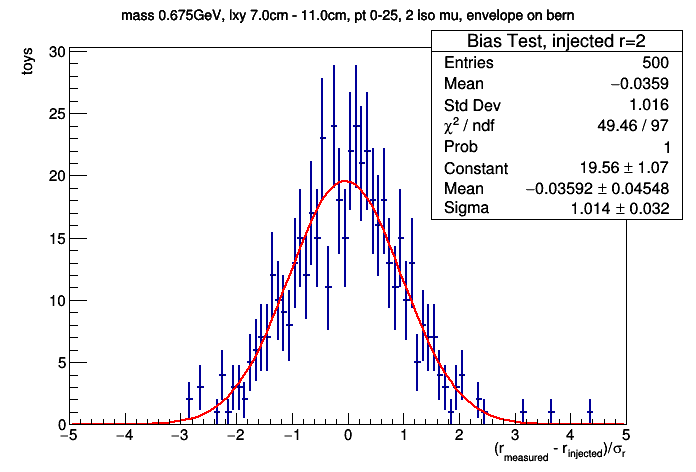 mass 0.675GeV, lxy 7.0cm - 11.0cm, pt 0-25, 2 Iso mu, envelope on bern
Bias Test, injected r=2
Entries 500
Mean −0.0359
Std Dev 1.016
χ² / ndf 49.46 / 97
Prob 1
Constant 19.56 ± 1.07
Mean −0.03592 ± 0.04548
Sigma 1.014 ± 0.032
toys
30
25
20
15
10
5
0
−5 −4 −3 −2 −1 0 1 2 3 4 5
(r_measured - r_injected)/σ_r